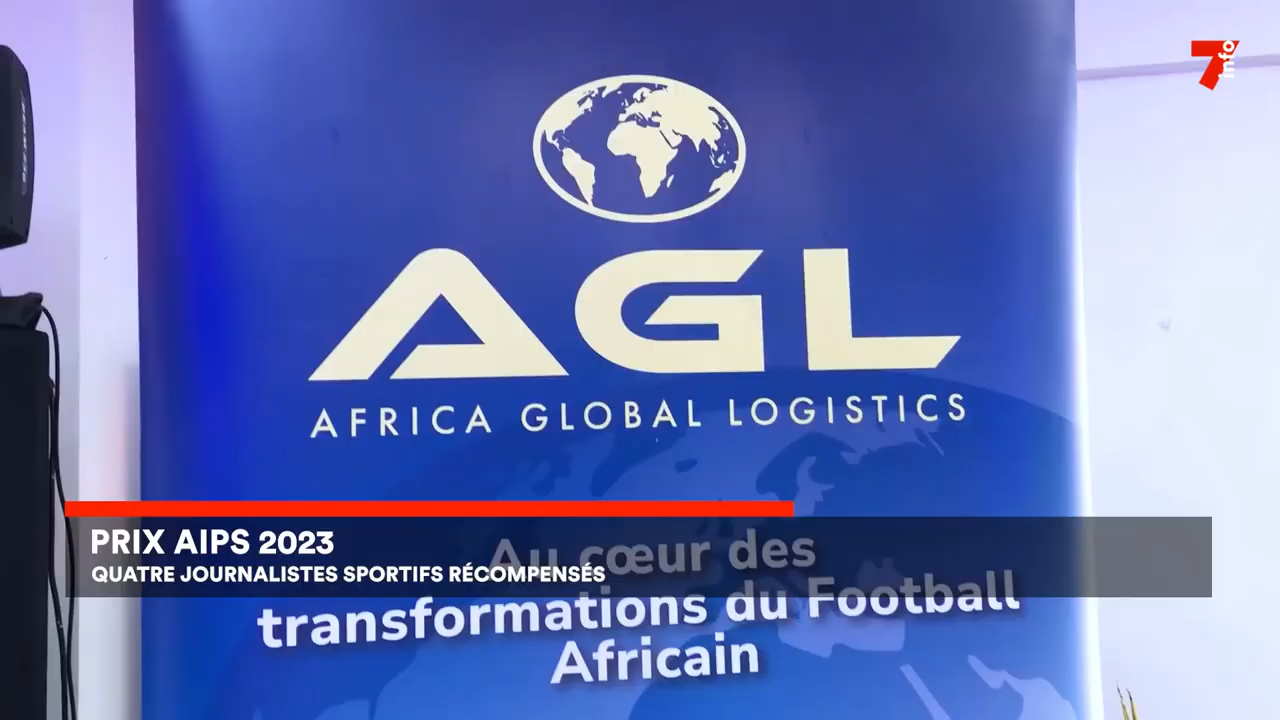 7info
AGL
AFRICA GLOBAL LOGISTICS
PRIX AIPS 2023
QUATRE JOURNALISTES SPORTIFS RÉCOMPENSÉS
Au cœur des
transformations du Football
Africain